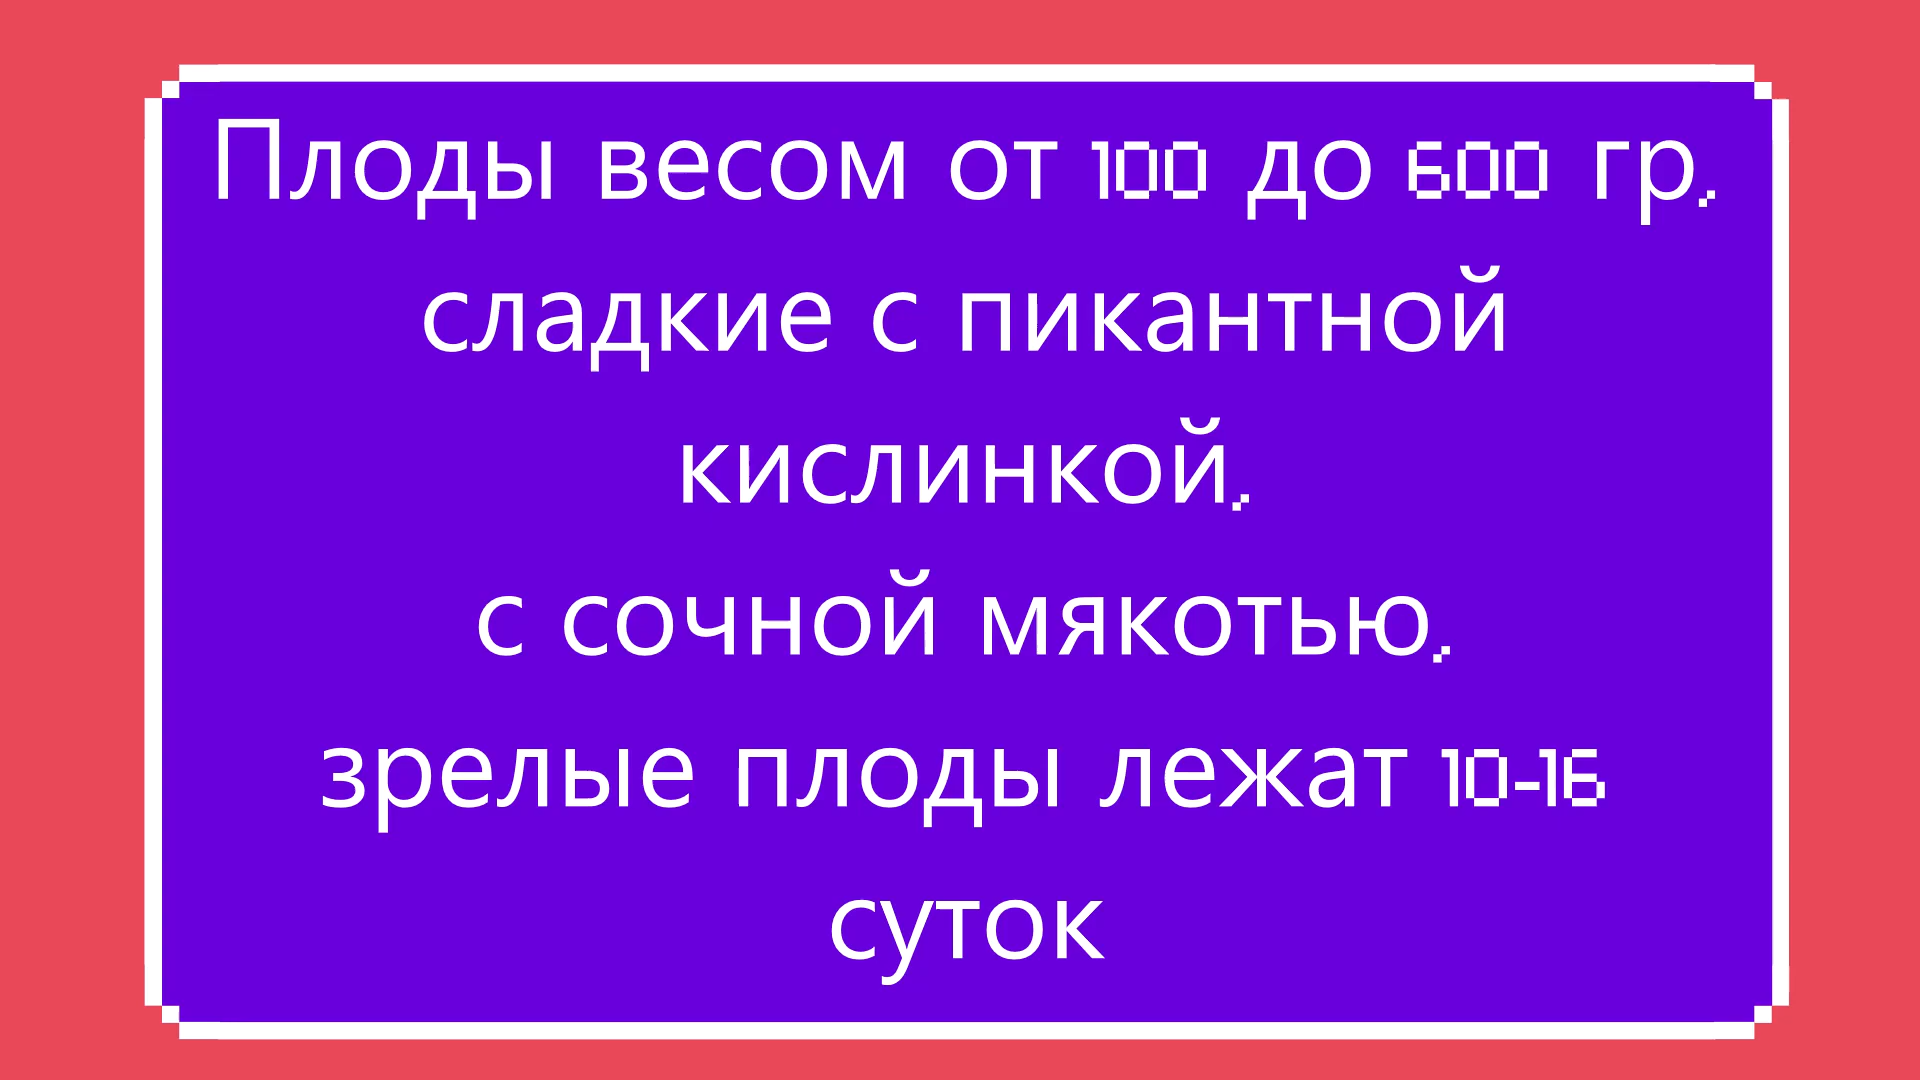 Плоды весом от 100 до 600 гр,
сладкие с пикантной
кислинкой,
с сочной мякотью,
зрелые плоды лежат 10-16
суток